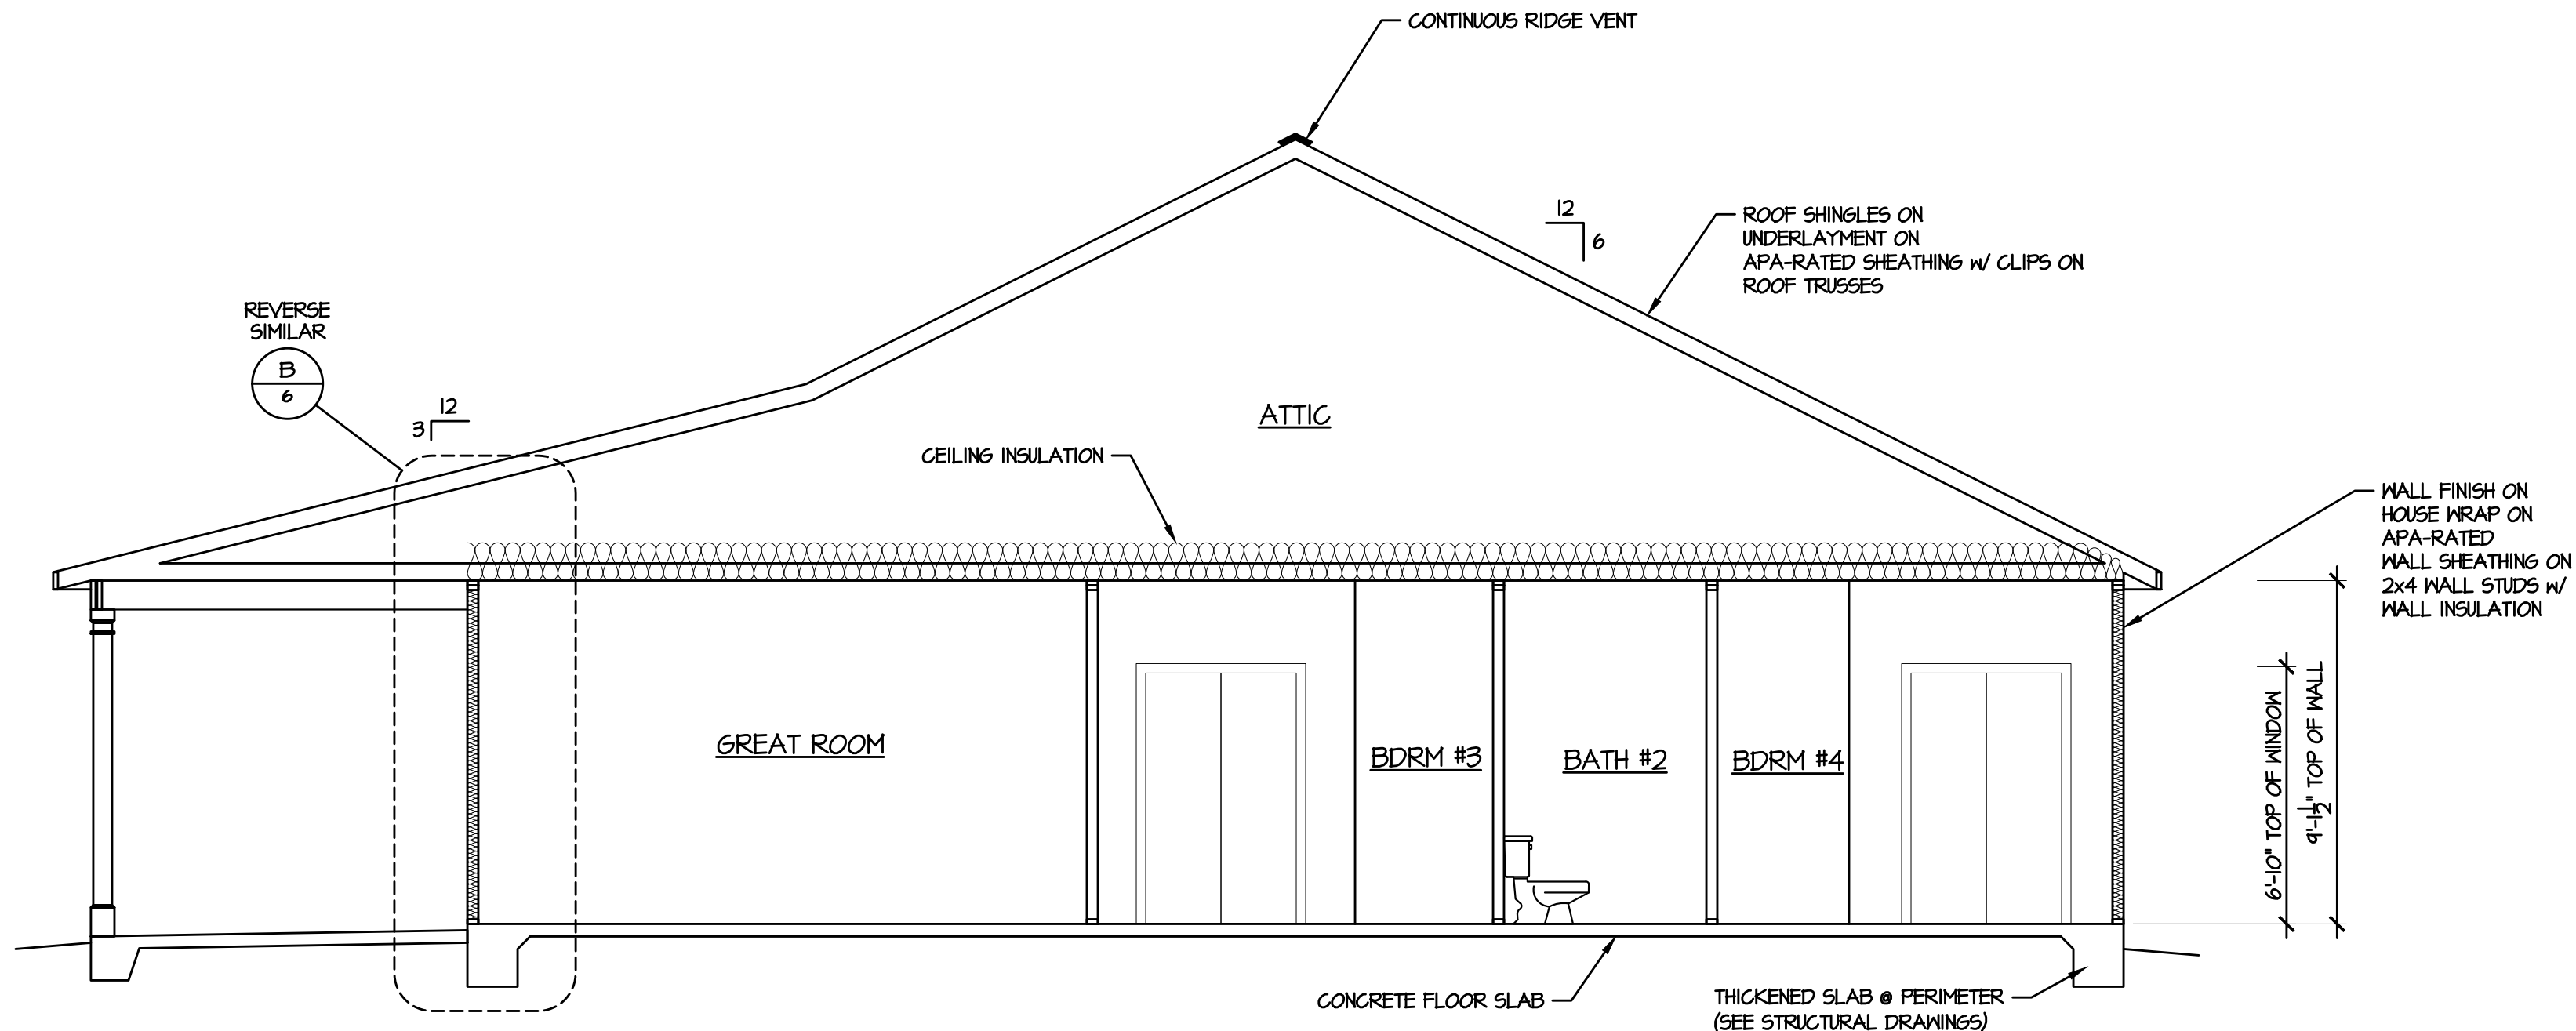 CONTINUOUS RIDGE VENT
12
6
ROOF SHINGLES ON
UNDERLAYMENT ON
APA-RATED SHEATHING W/ CLIPS ON
ROOF TRUSSES
REVERSE
SIMILAR
B
6
12
3
ATTIC
CEILING INSULATION
WALL FINISH ON
HOUSE WRAP ON
APA-RATED
WALL SHEATHING ON
2x4 WALL STUDS W/
WALL INSULATION
GREAT ROOM
BDRM #3
BATH #2
BDRM #4
6'-10" TOP OF WINDOW
9'-1 1/2" TOP OF WALL
CONCRETE FLOOR SLAB
THICKENED SLAB @ PERIMETER
(SEE STRUCTURAL DRAWINGS)